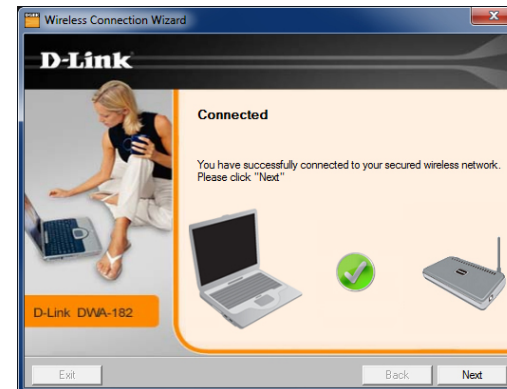 Wireless Connection Wizard
D-Link
Connected
You have successfully connected to your secured wireless network.
Please click "Next"
D-Link DWA-182
Exit
Back
Next